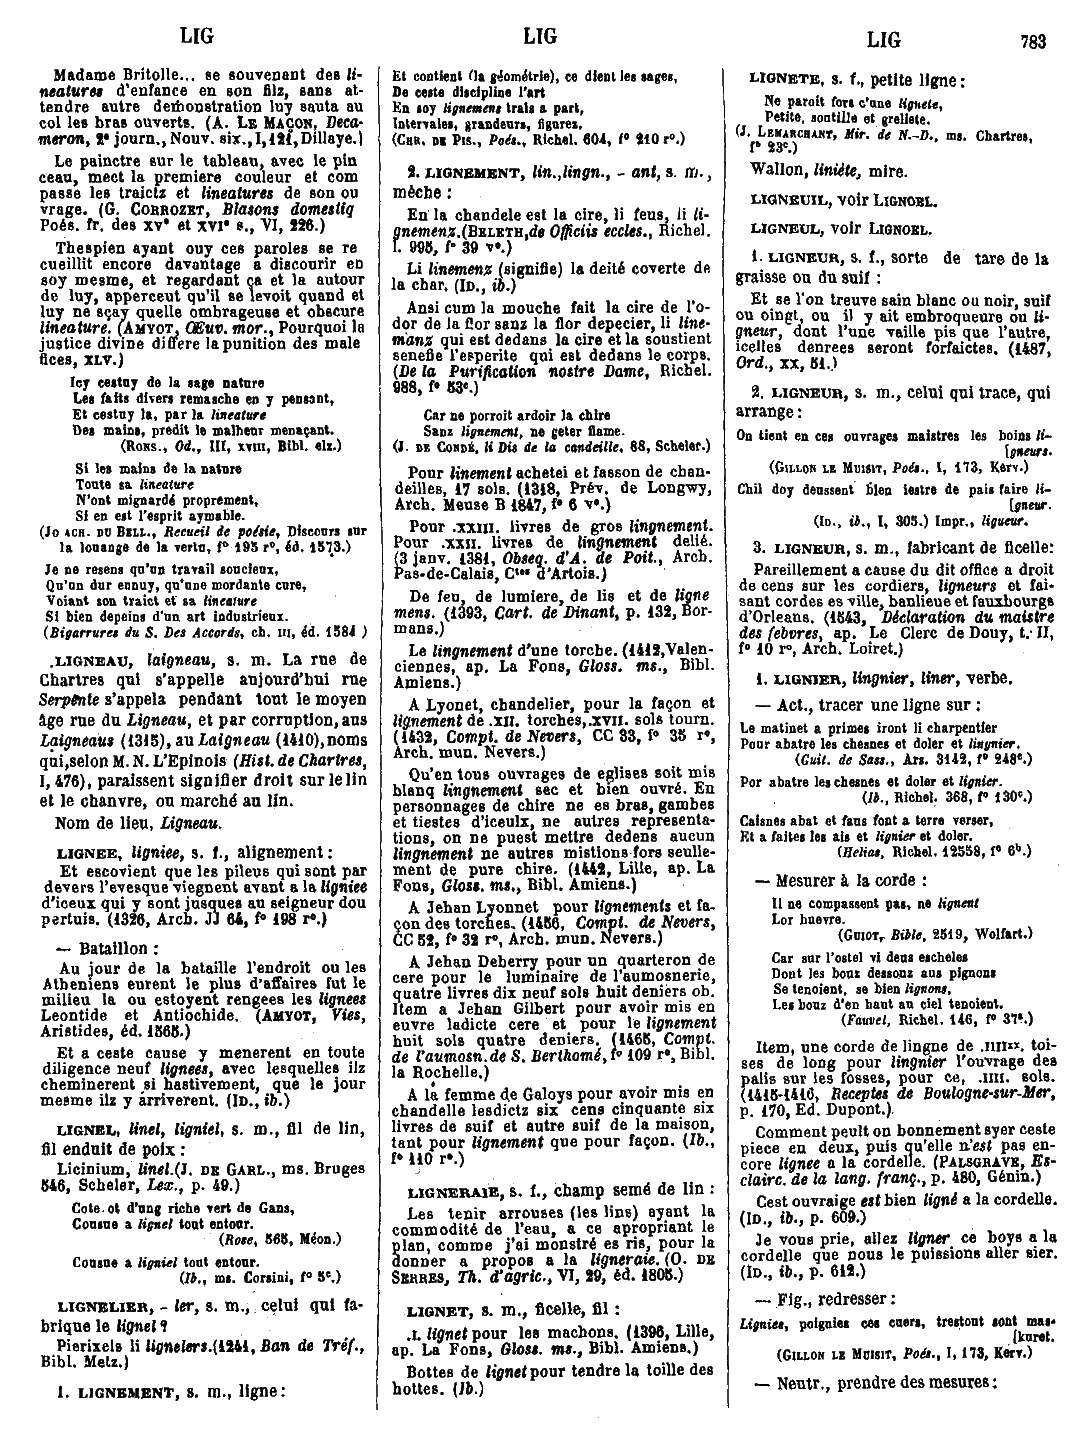 LIG
LIG
LIG
783
Madame Britolle... se souvenant des li-
neatures d'enfance en son filz, sans at-
tendre autre demonstration luy sauta au
col les bras ouverts. (A. LE MAÇON, Deca-
meron, 2e journ., Nouv. six., I, 121, Dillaye.)
Le painctre sur le tableau, avec le pin
ceau, mect la premiere couleur et com
passe les traictz et lineatures de son ou
vrage. (G. CORROZET, Blasons domestiq
Poés. fr. des XVe et XVIe s., VI, 226.)
Thespien ayant ouy ces paroles se re
cueillit encore davantage a discourir en
soy mesme, et regardant ça et la autour
de luy, apperceut qu'il se levoit quand et
luy ne sçay quelle ombrageuse et obscure
lineature. (AMYOT, Œuv. mor., Pourquoi la
justice divine differe la punition des male
fices, XLV.)
Icy cestuy de la sage nature
Les faits divers remasche en y pensant,
Et cestuy la, par la lineature
Des mains, predit le malheur menaçant.
(RONS., Od., III, XVIII, Bibl. elz.)
Si les mains de la nature
Toute sa lineature
N'ont mignardé proprement,
Si en est l'esprit aymable.
(JOACH. DU BELL., Recueil de poésie, Discours sur
la louange de la vertu, fo 195 ro, éd. 1573.)
Je ne resens qu'un travail soucieux,
Qu'un dur ennuy, qu'une mordante cure,
Voiant son traict et sa lineature
Si bien depeins d'un art industrieux.
(Bigarrures du S. Des Accords, ch. III, éd. 1584 )
.LIGNEAU, laigneau, s. m. La rue de
Chartres qui s'appelle aujourd'hui rue
Serpente s'appela pendant tout le moyen
âge rue du Ligneau, et par corruption, aus
Laigneaus (1315), au Laigneau (1410), noms
qui, selon M. N. L'Epinois (Hist. de Chartres,
I, 476), paraissent signifier droit sur le lin
et le chanvre, ou marché au lin.
Nom de lieu, Ligneau.
LIGNEE, ligniee, s. f., alignement :
Et escovient que les pileus qui sont par
devers l'evesque viegnent avant a la ligniee
d'iceux qui y sont jusques au seigneur dou
pertuis. (1326, Arch. JJ 64, fo 198 ro.)
— Bataillon :
Au jour de la bataille l'endroit ou les
Atheniens eurent le plus d'affaires fut le
milieu la ou estoyent rengees les lignees
Leontide et Antiochide. (AMYOT, Vies,
Aristides, éd. 1565.)
Et a ceste cause y menerent en toute
diligence neuf lignees, avec lesquelles ilz
cheminerent si hastivement, que le jour
mesme ilz y arriverent. (ID., ib.)
LIGNEL, linel, ligniel, s. m., fil de lin,
fil enduit de poix :
Licinium, linel. (J. DE GARL., ms. Bruges
546, Scheler, Lex., p. 49.)
Cote ot d'ung riche vert de Gans,
Cousue a lignel tout entour.
(Rose, 565, Méon.)
Cousue a ligniel tout entour.
(Ib., ms. Corsini, fo 5c.)
LIGNELIER, - ler, s. m., celui qui fa-
brique le lignel ?
Pierixels li lignelers. (1241, Ban de Tréf.,
Bibl. Metz.)
1. LIGNEMENT, s. m., ligne :
Et contient (la géométrie), ce dient les sages,
De ceste discipline l'art
En soy lignemens trais a part,
Intervales, grandeurs, figures.
(CHR. DE PIS., Poés., Richel. 604, fo 210 ro.)
2. LIGNEMENT, lin., lingn., - ant, s. m.,
mèche :
En la chandele est la cire, li feus, li li-
gnemenz. (BELETH, de Officiis eccles., Richel.
l. 995, fo 39 vo.)
Li linemenz (signifie) la deité coverte de
la char. (ID., ib.)
Ansi cum la mouche fait la cire de l'o-
dor de la flor sanz la flor depecier, li line-
manz qui est dedans la cire et la soustient
senefie l'esperite qui est dedans le corps.
(De la Purification nostre Dame, Richel.
988, fo 53c.)
Car ne porroit ardoir la chire
Sanz lignement, ne geter flame.
(J. DE CONDÉ, li Dis de la candeille, 68, Scheler.)
Pour linement achetei et fasson de chan-
deilles, 17 sols. (1318, Prév. de Longwy,
Arch. Meuse B 1847, fo 6 vo.)
Pour .XXIII. livres de gros lingnement.
Pour .XXII. livres de lingnement delié.
(3 janv. 1381, Obseq. d'A. de Poit., Arch.
Pas-de-Calais, Ctes d'Artois.)
De feu, de lumiere, de lis et de ligne
mens. (1393, Cart. de Dinant, p. 132, Bor-
mans.)
Le lingnement d'une torche. (1412, Valen-
ciennes, ap. La Fons, Gloss. ms., Bibl.
Amiens.)
A Lyonet, chandelier, pour la façon et
lignement de .XII. torches, .XVII. sols tourn.
(1432, Compt. de Nevers, CC 33, fo 35 ro,
Arch. mun. Nevers.)
Qu'en tous ouvrages de eglises soit mis
blanq lingnement sec et bien ouvré. En
personnages de chire ne es bras, gambes
et tiestes d'iceulx, ne autres representa-
tions, on ne puest mettre dedens aucun
lingnement ne autres mistions fors seulle-
ment de pure chire. (1442, Lille, ap. La
Fons, Gloss. ms., Bibl. Amiens.)
A Jehan Lyonnet pour lignements et fa-
çon des torches. (1456, Compt. de Nevers,
CC 52, fo 32 ro, Arch. mun. Nevers.)
A Jehan Deberry pour un quarteron de
cere pour le luminaire de l'aumosnerie,
quatre livres dix neuf sols huit deniers ob.
Item a Jehan Gilbert pour avoir mis en
euvre ladicte cere et pour le lignement
huit sols quatre deniers. (1465, Compt.
de l'aumosn. de S. Berthomé, fo 109 ro, Bibl.
la Rochelle.)
A la femme de Galoys pour avoir mis en
chandelle lesdictz six cens cinquante six
livres de suif et autre suif de la maison,
tant pour lignement que pour façon. (Ib.,
fo 110 ro.)
LIGNERAIE, s. f., champ semé de lin :
Les tenir arrouses (les lins) ayant la
commodité de l'eau, a ce apropriant le
plan, comme j'ai monstré es ris, pour la
donner a propos a la ligneraie. (O. DE
SERRES, Th. d'agric., VI, 29, éd. 1805.)
LIGNET, s. m., ficelle, fil :
.I. lignet pour les machons. (1396, Lille,
ap. La Fons, Gloss. ms., Bibl. Amiens.)
Bottes de lignet pour tendre la toille des
hottes. (Ib.)
LIGNETE, s. f., petite ligne :
Ne paroit fors c'une lignete,
Petite, soutille et grellete.
(J. LEMARCHANT, Mir. de N.-D., ms. Chartres,
fo 23c.)
Wallon, liniéte, mire.
LIGNEUIL, voir LIGNOEL.
LIGNEUL, voir LIGNOEL.
1. LIGNEUR, s. f., sorte de tare de la
graisse ou du suif :
Et se l'on treuve sain blanc ou noir, suif
ou oingt, ou il y ait embroqueure ou li-
gneur, dont l'une vaille pis que l'autre,
icelles denrees seront forfaictes. (1487,
Ord., XX, 51.)
2. LIGNEUR, s. m., celui qui trace, qui
arrange :
On tient en ces ouvrages maistres les boins li-
[gneurs.
(GILLON LE MUISIT, Poés., I, 173, Kerv.)
Chil doy deussent bien iestre de pais faire li-
[gneur.
(ID., ib., I, 305.) Impr., ligueur.
3. LIGNEUR, s. m., fabricant de ficelle:
Pareillement a cause du dit office a droit
de cens sur les cordiers, ligneurs et fai-
sant cordes es ville, banlieue et fauxbourgs
d'Orleans. (1543, Déclaration du maistre
des febvres, ap. Le Clerc de Douy, t. II,
fo 10 ro, Arch. Loiret.)
1. LIGNIER, lingnier, liner, verbe.
— Act., tracer une ligne sur :
Le matinet a primes iront li charpentier
Pour abatre les chesnes et doler et lingnier.
(Guit. de Sass., Ars. 3142, fo 248c.)
Por abatre les chesnes et doler et lignier.
(Ib., Richel. 368, fo 130c.)
Caisnes abat et faus font a terre verser,
Et a faites les ais et lignier et doler.
(Helias, Richel. 12558, fo 6b.)
— Mesurer à la corde :
Il ne compassent pas, ne lignent
Lor huevre.
(GUIOT, Bible, 2519, Wolfart.)
Car sur l'ostel vi deus escheles
Dont les bouz dessouz aus pignons
Se tenoient, se bien lignons,
Les bouz d'en haut au ciel tenoient.
(Fauvel, Richel. 146, fo 37c.)
Item, une corde de lingne de .IIIIxx. toi-
ses de long pour lingnier l'ouvrage des
palis sur les fosses, pour ce, .IIII. sols.
(1415-1416, Receptes de Boulogne-sur-Mer,
p. 170, Ed. Dupont.)
Comment peult on bonnement syer ceste
piece en deux, puis qu'elle n'est pas en-
core lignee a la cordelle. (PALSGRAVE, Es-
clairc. de la lang. franç., p. 480, Génin.)
Cest ouvraige est bien ligné a la cordelle.
(ID., ib., p. 609.)
Je vous prie, allez ligner ce boys a la
cordelle que nous le puissions aller sier.
(ID., ib., p. 612.)
— Fig., redresser :
Ligniés, poignies ces cuers, trestout sont mas-
[kuret.
(GILLON LE MUISIT, Poés., I, 173, Kerv.)
— Neutr., prendre des mesures :